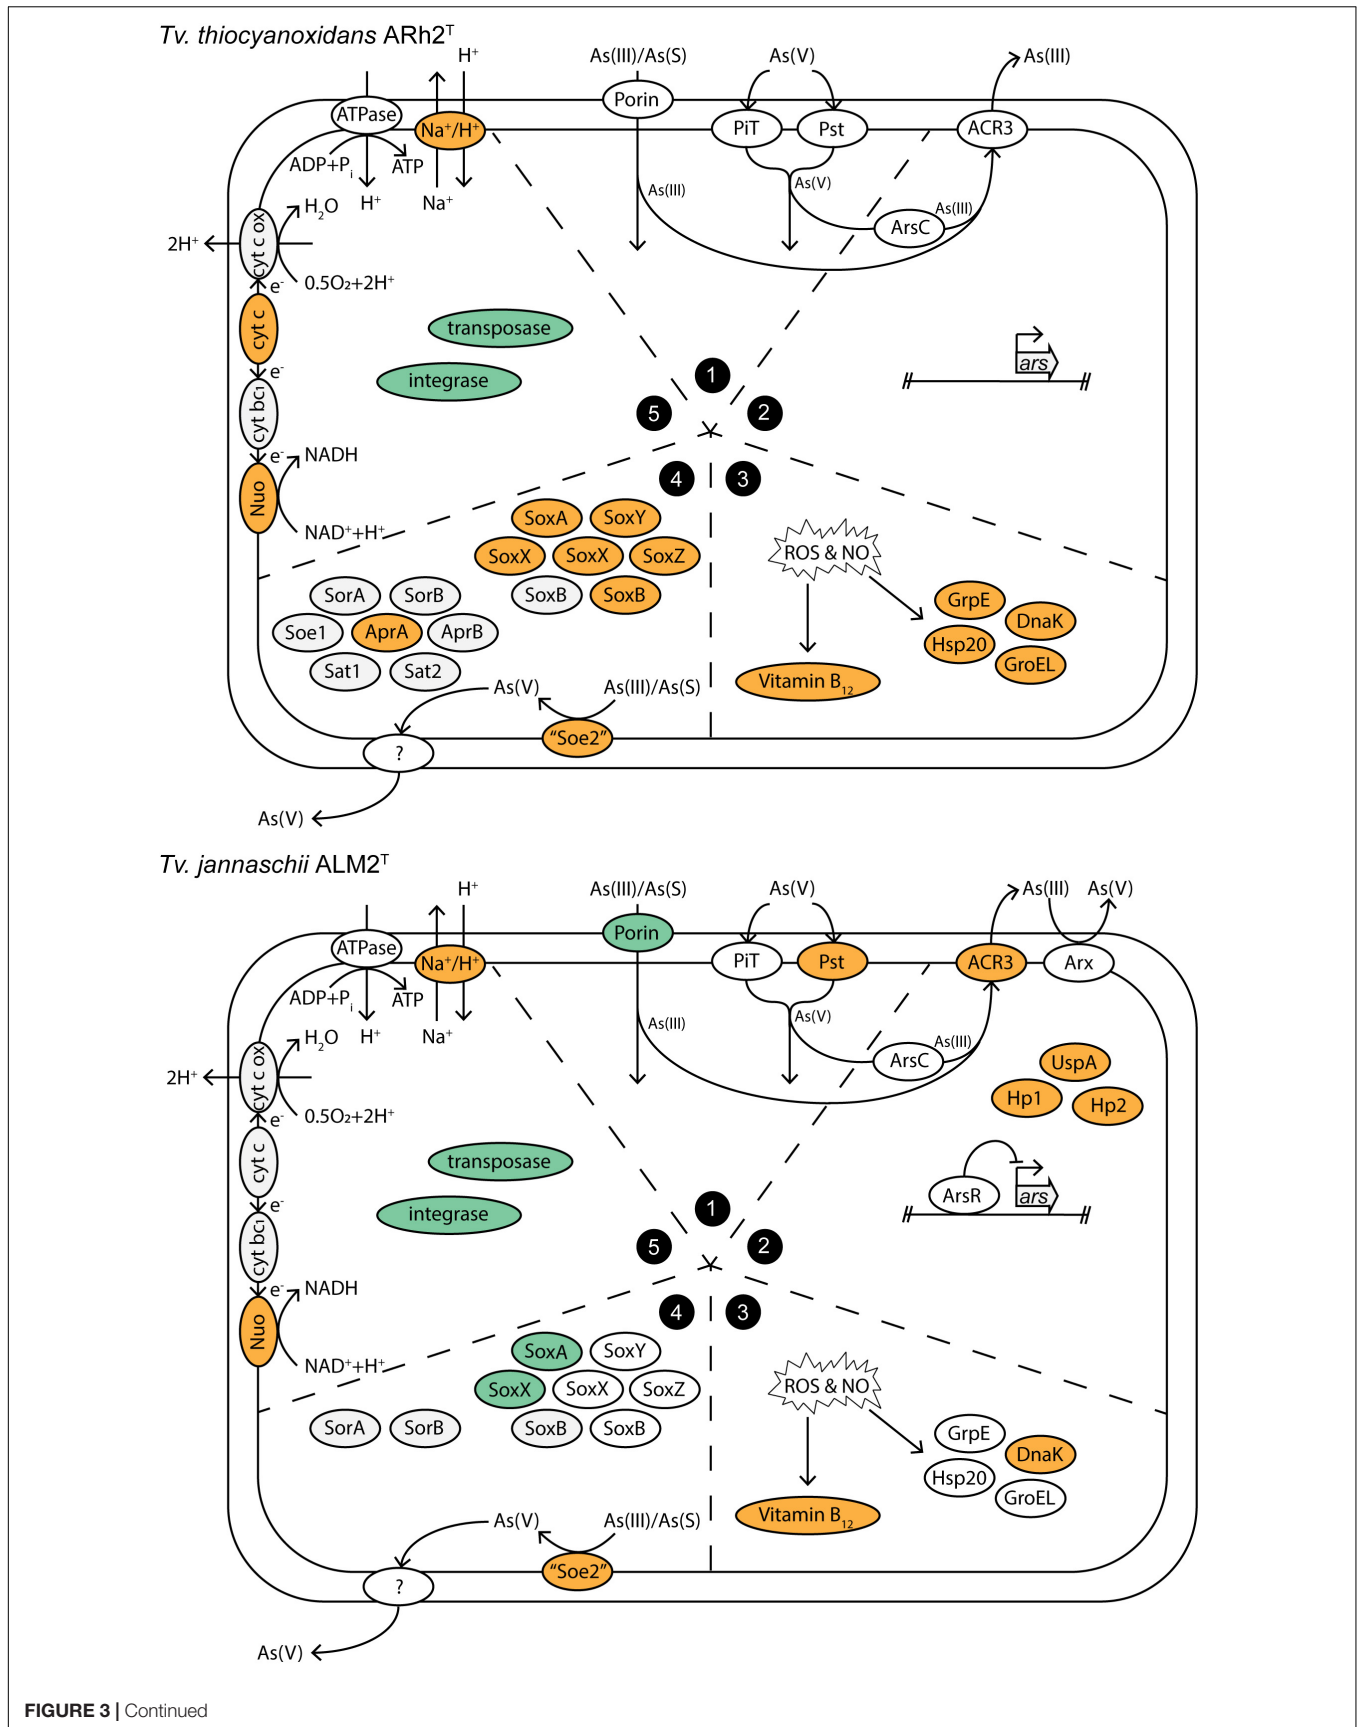 Tv. thiocyanoxidans ARh2ᵀ
H⁺
As(III)/As(S)
As(V)
As(III)
ATPase
Na⁺/H⁺
Porin
PiT
Pst
ACR3
ADP+Pᵢ
ATP
H⁺
Na⁺
As(III)
As(V)
As(III)
ArsC
H₂O
2H⁺
cyt c ox
e⁻
0.5O₂+2H⁺
cyt c
transposase
ars
e⁻
integrase
1
cyt bc₁
5
2
e⁻
NADH
4
3
Nuo
NAD⁺+H⁺
SoxA
SoxY
SoxX
SoxX
SoxZ
SoxB
SoxB
ROS & NO
SorA
SorB
Soe1
AprA
AprB
Sat1
Sat2
GrpE
DnaK
Hsp20
GroEL
Vitamin B₁₂
As(V)
As(III)/As(S)
"Soe2"
?
As(V)
Tv. jannaschii ALM2ᵀ
H⁺
As(III)/As(S)
As(V)
As(III)
As(V)
ATPase
Na⁺/H⁺
Porin
PiT
Pst
ACR3
Arx
ADP+Pᵢ
ATP
H⁺
Na⁺
As(III)
As(V)
As(III)
ArsC
UspA
Hp1
Hp2
H₂O
2H⁺
cyt c ox
e⁻
0.5O₂+2H⁺
cyt c
transposase
ArsR
ars
e⁻
integrase
1
cyt bc₁
5
2
e⁻
NADH
4
3
Nuo
NAD⁺+H⁺
SoxA
SoxY
SoxX
SoxX
SoxZ
SoxB
SoxB
ROS & NO
SorA
SorB
GrpE
DnaK
Hsp20
GroEL
Vitamin B₁₂
As(V)
As(III)/As(S)
"Soe2"
?
As(V)
FIGURE 3 | Continued